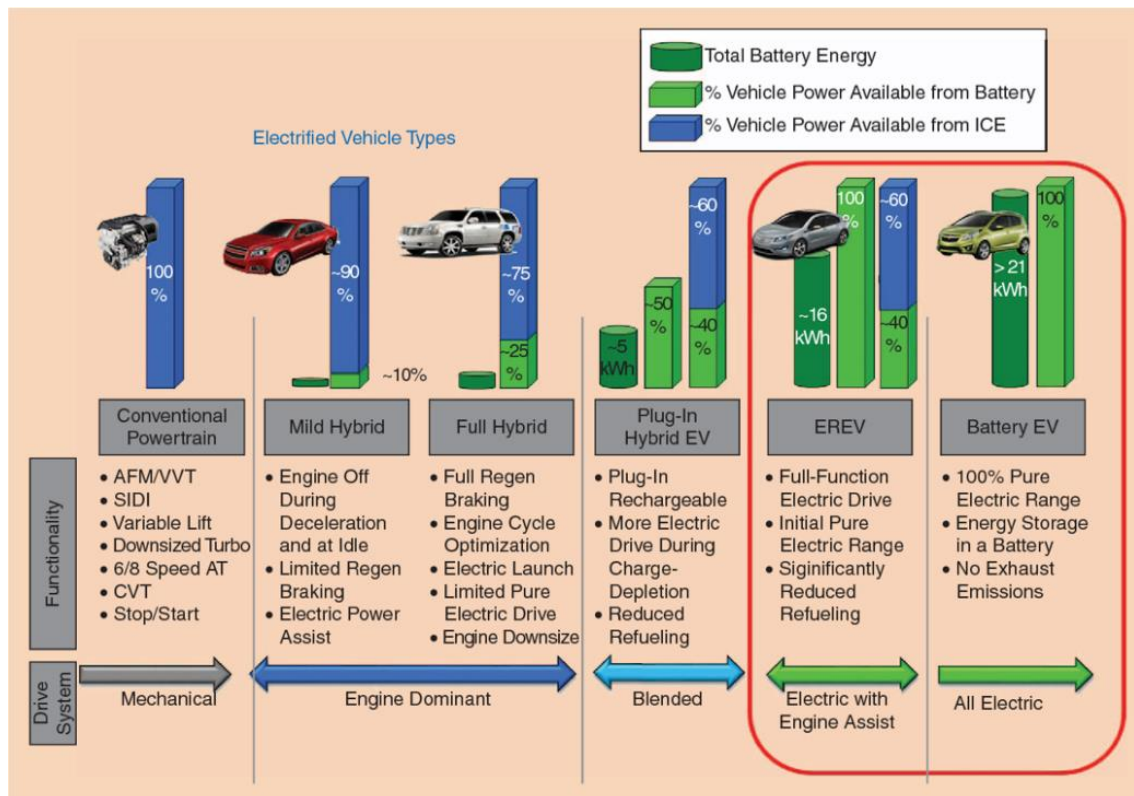 Total Battery Energy
% Vehicle Power Available from Battery
% Vehicle Power Available from ICE
Electrified Vehicle Types
100
%
~90
%
~10%
~75
%
~25
%
~5
kWh
~50
%
~60
%
~40
%
~16
kWh
100
%
~60
%
~40
%
> 21
kWh
100
%
Conventional
Powertrain
Mild Hybrid
Full Hybrid
Plug-In
Hybrid EV
EREV
Battery EV
Functionality
• AFM/VVT
• SIDI
• Variable Lift
• Downsized Turbo
• 6/8 Speed AT
• CVT
• Stop/Start
• Engine Off
During
Deceleration
and at Idle
• Limited Regen
Braking
• Electric Power
Assist
• Full Regen
Braking
• Engine Cycle
Optimization
• Electric Launch
• Limited Pure
Electric Drive
• Engine Downsize
• Plug-In
Rechargeable
• More Electric
Drive During
Charge-
Depletion
• Reduced
Refueling
• Full-Function
Electric Drive
• Initial Pure
Electric Range
• Siginificantly
Reduced
Refueling
• 100% Pure
Electric Range
• Energy Storage
in a Battery
• No Exhaust
Emissions
Drive
System
Mechanical
Engine Dominant
Blended
Electric with
Engine Assist
All Electric